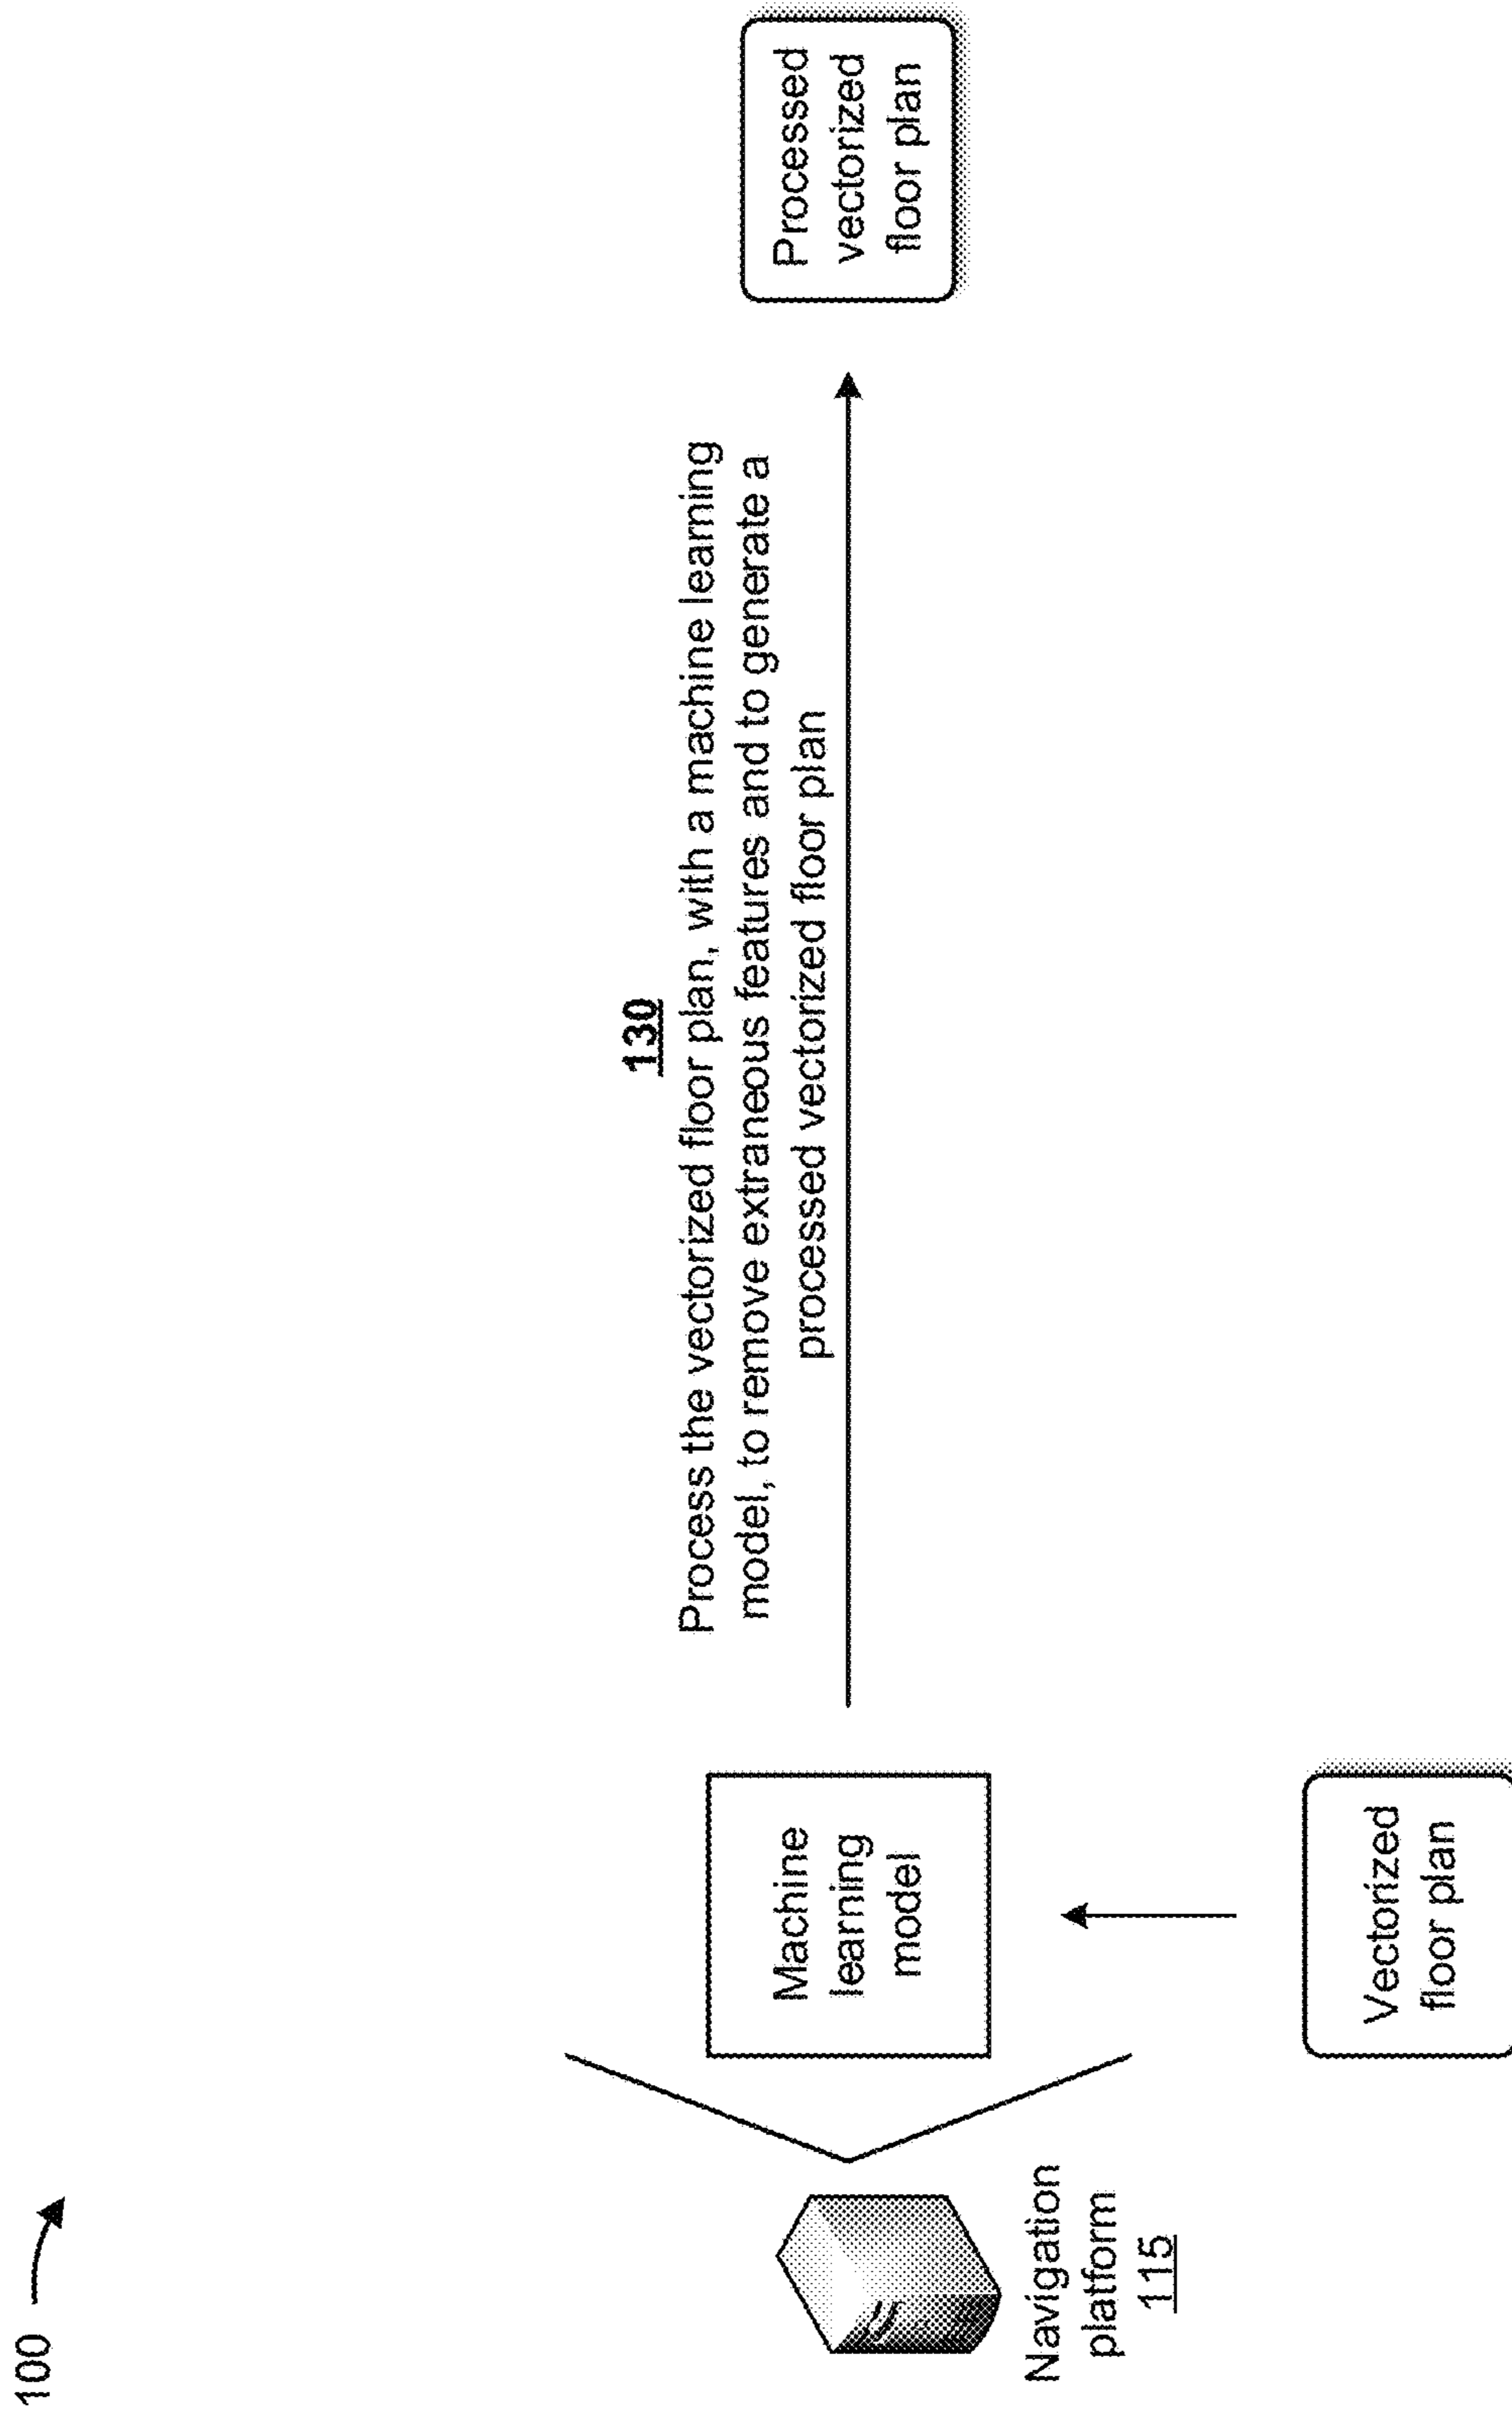 100
130
Process the vectorized floor plan, with a machine learning
model, to remove extraneous features and to generate a
processed vectorized floor plan
Machine
learning
model
Processed
vectorized
floor plan
Navigation
platform
115
Vectorized
floor plan